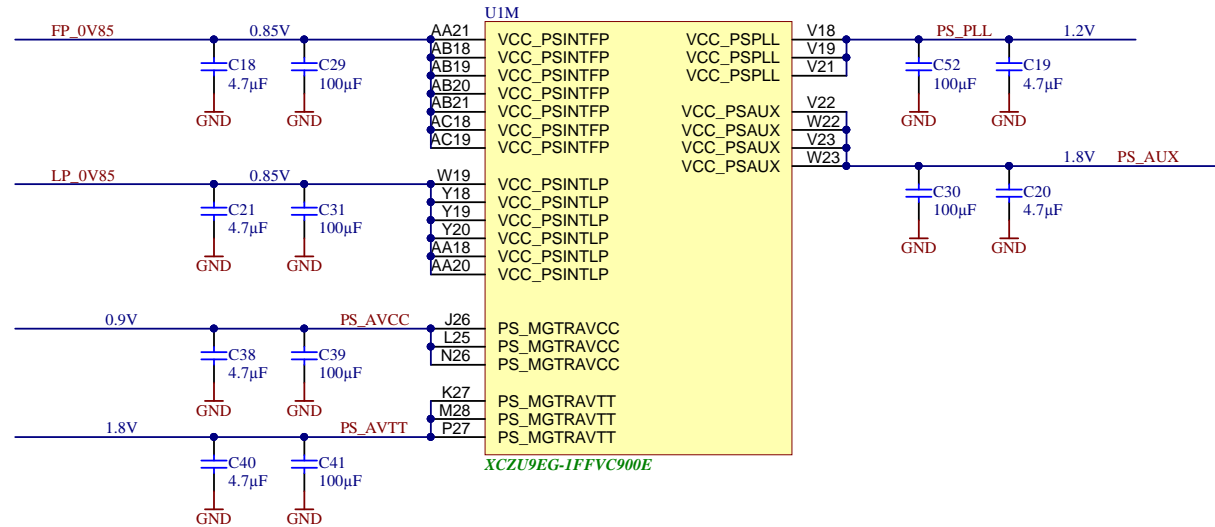 U1M
FP_0V85 0.85V AA21 VCC_PSINTFP VCC_PSPLL V18 PS_PLL 1.2V
AB18 VCC_PSINTFP VCC_PSPLL V19
C18 4.7µF C29 100µF AB19 VCC_PSINTFP VCC_PSPLL V21 C52 100µF C19 4.7µF
AB20 VCC_PSINTFP
AB21 VCC_PSINTFP VCC_PSAUX V22
GND GND AC18 VCC_PSINTFP VCC_PSAUX W22 GND GND
AC19 VCC_PSINTFP VCC_PSAUX V23
VCC_PSAUX W23 1.8V PS_AUX
LP_0V85 0.85V W19 VCC_PSINTLP
Y18 VCC_PSINTLP C30 100µF C20 4.7µF
C21 4.7µF C31 100µF Y19 VCC_PSINTLP
Y20 VCC_PSINTLP GND GND
AA18 VCC_PSINTLP
GND GND AA20 VCC_PSINTLP
0.9V PS_AVCC J26 PS_MGTRAVCC
L25 PS_MGTRAVCC
C38 4.7µF C39 100µF N26 PS_MGTRAVCC
K27 PS_MGTRAVTT
GND GND M28 PS_MGTRAVTT
1.8V PS_AVTT P27 PS_MGTRAVTT
XCZU9EG-1FFVC900E
C40 4.7µF C41 100µF
GND GND